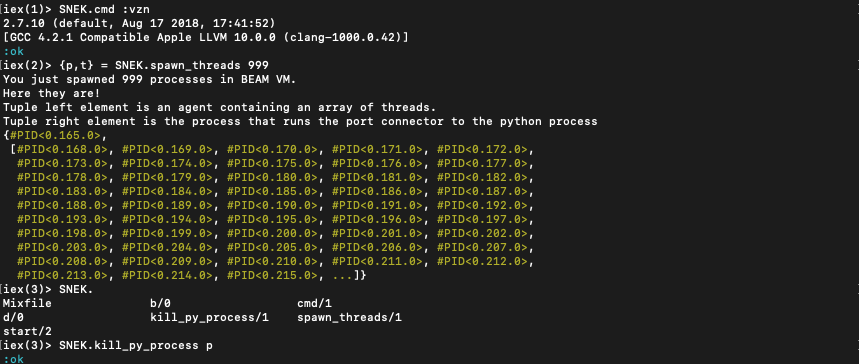 iex(1)> SNEK.cmd :vzn
2.7.10 (default, Aug 17 2018, 17:41:52)
[GCC 4.2.1 Compatible Apple LLVM 10.0.0 (clang-1000.0.42)]
:ok
iex(2)> {p,t} = SNEK.spawn_threads 999
You just spawned 999 processes in BEAM VM.
Here they are!
Tuple left element is an agent containing an array of threads.
Tuple right element is the process that runs the port connector to the python process
{#PID<0.165.0>,
 [#PID<0.168.0>, #PID<0.169.0>, #PID<0.170.0>, #PID<0.171.0>, #PID<0.172.0>,
  #PID<0.173.0>, #PID<0.174.0>, #PID<0.175.0>, #PID<0.176.0>, #PID<0.177.0>,
  #PID<0.178.0>, #PID<0.179.0>, #PID<0.180.0>, #PID<0.181.0>, #PID<0.182.0>,
  #PID<0.183.0>, #PID<0.184.0>, #PID<0.185.0>, #PID<0.186.0>, #PID<0.187.0>,
  #PID<0.188.0>, #PID<0.189.0>, #PID<0.190.0>, #PID<0.191.0>, #PID<0.192.0>,
  #PID<0.193.0>, #PID<0.194.0>, #PID<0.195.0>, #PID<0.196.0>, #PID<0.197.0>,
  #PID<0.198.0>, #PID<0.199.0>, #PID<0.200.0>, #PID<0.201.0>, #PID<0.202.0>,
  #PID<0.203.0>, #PID<0.204.0>, #PID<0.205.0>, #PID<0.206.0>, #PID<0.207.0>,
  #PID<0.208.0>, #PID<0.209.0>, #PID<0.210.0>, #PID<0.211.0>, #PID<0.212.0>,
  #PID<0.213.0>, #PID<0.214.0>, #PID<0.215.0>, ...]}
iex(3)> SNEK.
Mixfile b/0 cmd/1
d/0 kill_py_process/1 spawn_threads/1
start/2
iex(3)> SNEK.kill_py_process p
:ok